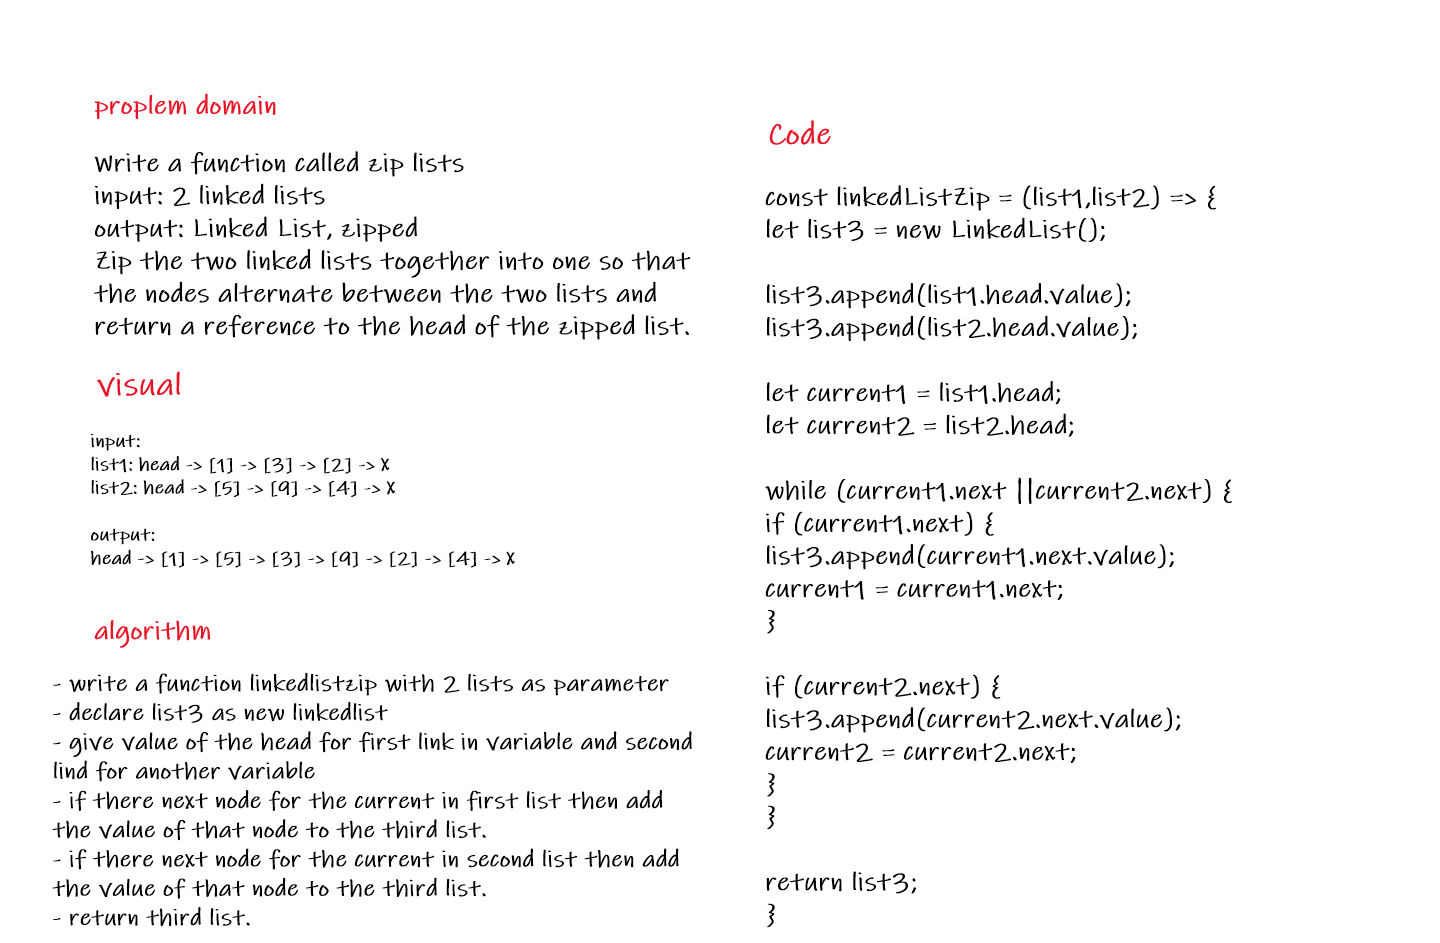 proplem domain
Write a function called zip lists
input: 2 linked lists
output: Linked List, zipped
Zip the two linked lists together into one so that
the nodes alternate between the two lists and
return a reference to the head of the zipped list.
visual
input:
list1: head -> [1] -> [3] -> [2] -> X
list2: head -> [5] -> [9] -> [4] -> X
output:
head -> [1] -> [5] -> [3] -> [9] -> [2] -> [4] -> X
algorithm
- write a function linkedlistzip with 2 lists as parameter
- declare list3 as new linkedlist
- give value of the head for first link in variable and second
lind for another variable
- if there next node for the current in first list then add
the value of that node to the third list.
- if there next node for the current in second list then add
the value of that node to the third list.
- return third list.
Code
const linkedListZip = (list1,list2) => {
let list3 = new LinkedList();
list3.append(list1.head.value);
list3.append(list2.head.value);
let current1 = list1.head;
let current2 = list2.head;
while (current1.next ||current2.next) {
if (current1.next) {
list3.append(current1.next.value);
current1 = current1.next;
}
if (current2.next) {
list3.append(current2.next.value);
current2 = current2.next;
}
}
return list3;
}